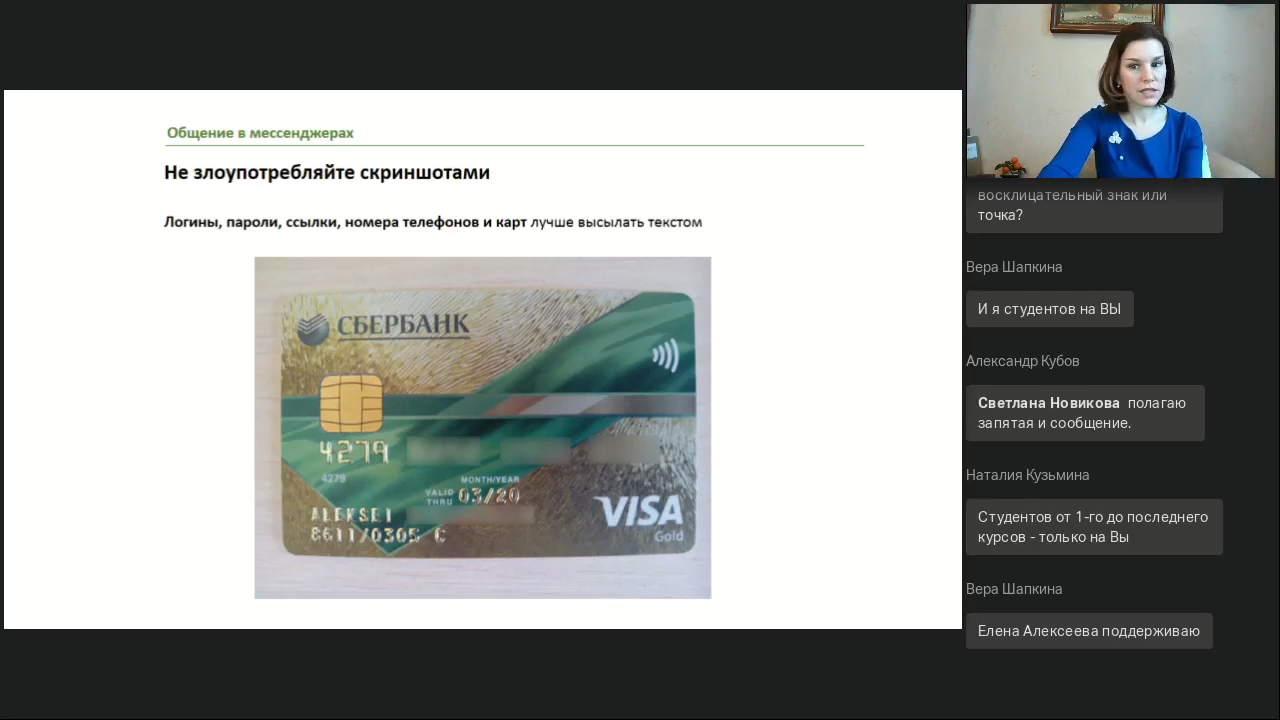 Общение в мессенджерах
Не злоупотребляйте скриншотами
Логины, пароли, ссылки, номера телефонов и карт лучше высылать текстом
СБЕРБАНК
4279
4279
MONTH/YEAR
VALID THRU 03/20
ALEKSEI
8611/0305 C
VISA
Gold
восклицательный знак или
точка?
Вера Шапкина
И я студентов на ВЫ
Александр Кубов
Светлана Новикова полагаю
запятая и сообщение.
Наталия Кузьмина
Студентов от 1-го до последнего
курсов - только на Вы
Вера Шапкина
Елена Алексеева поддерживаю